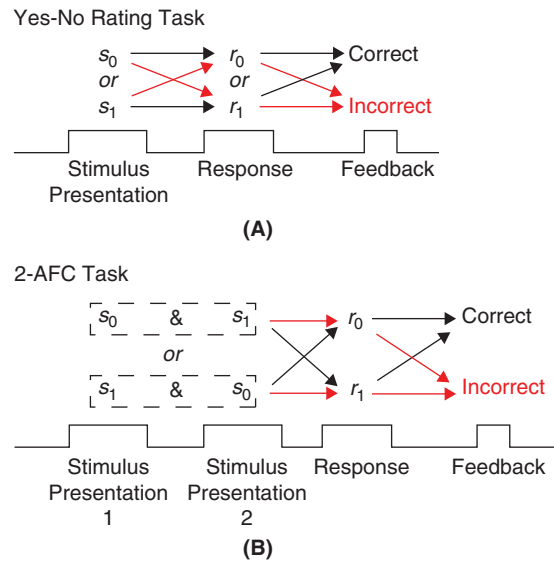 Yes-No Rating Task
s0 r0 Correct
or or
s1 r1 Incorrect
Stimulus Response Feedback
Presentation
(A)
2-AFC Task
s0 & s1 r0 Correct
or
s1 & s0 r1 Incorrect
Stimulus Stimulus Response Feedback
Presentation Presentation
1 2
(B)